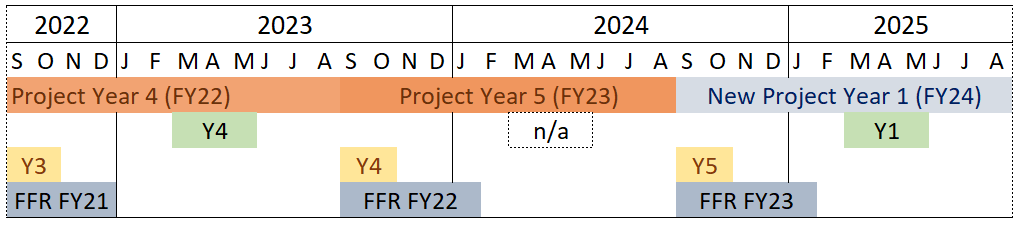 2022 2023 2024 2025
S O N D J F M A M J J A S O N D J F M A M J J A S O N D J F M A M J J A
Project Year 4 (FY22) Project Year 5 (FY23) New Project Year 1 (FY24)
Y4 n/a Y1
Y3 Y4 Y5
FFR FY21 FFR FY22 FFR FY23